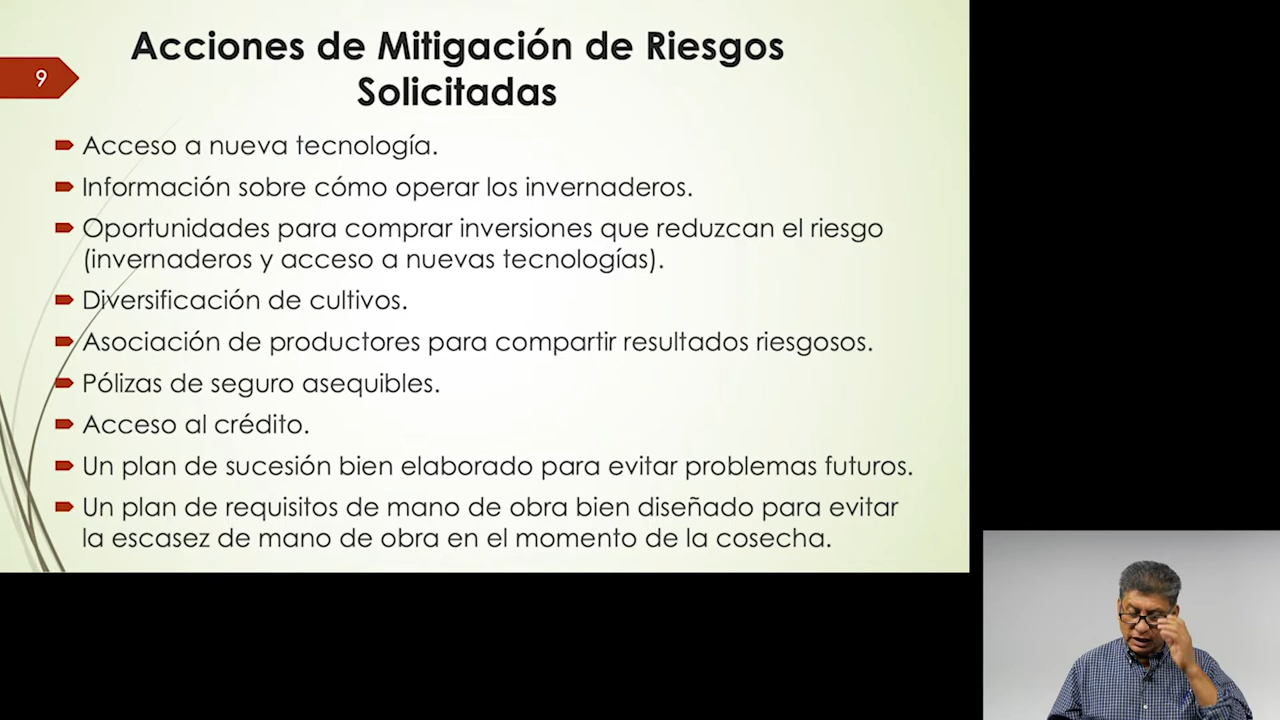 Acciones de Mitigación de Riesgos
Solicitadas
9
Acceso a nueva tecnología.
Información sobre cómo operar los invernaderos.
Oportunidades para comprar inversiones que reduzcan el riesgo
(invernaderos y acceso a nuevas tecnologías).
Diversificación de cultivos.
Asociación de productores para compartir resultados riesgosos.
Pólizas de seguro asequibles.
Acceso al crédito.
Un plan de sucesión bien elaborado para evitar problemas futuros.
Un plan de requisitos de mano de obra bien diseñado para evitar
la escasez de mano de obra en el momento de la cosecha.